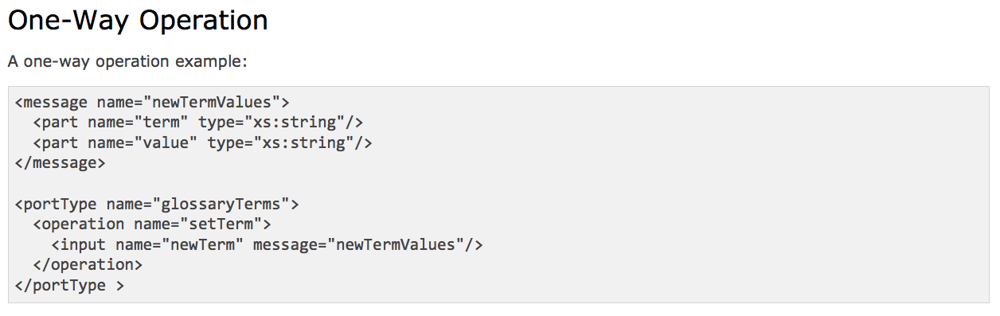 One-Way Operation
A one-way operation example:
<message name="newTermValues">
  <part name="term" type="xs:string"/>
  <part name="value" type="xs:string"/>
</message>
<portType name="glossaryTerms">
  <operation name="setTerm">
    <input name="newTerm" message="newTermValues"/>
  </operation>
</portType >